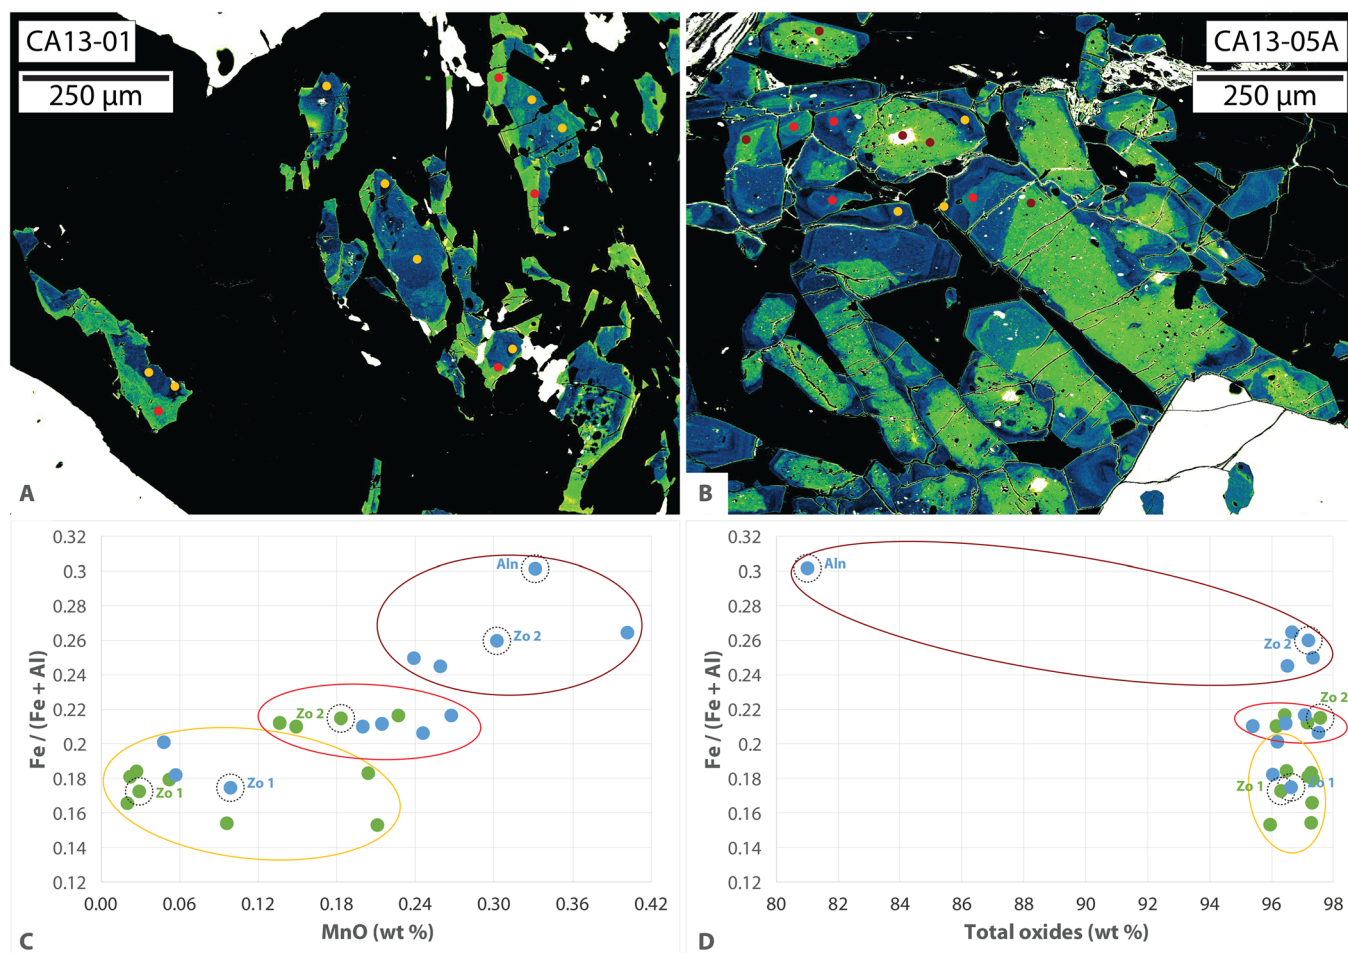 CA13-01
250 µm
A
CA13-05A
250 µm
B
0.32
0.3
0.28
0.26
0.24
0.22
0.2
0.18
0.16
0.14
0.12
Fe / (Fe + Al)
Aln
Zo 2
Zo 2
Zo 1
Zo 1
0.00 0.06 0.12 0.18 0.24 0.30 0.36 0.42
MnO (wt %)
C
0.32
0.3
0.28
0.26
0.24
0.22
0.2
0.18
0.16
0.14
0.12
Fe / (Fe + Al)
Aln
Zo 2
Zo 2
Zo 1
Zo 1
80 82 84 86 88 90 92 94 96 98
Total oxides (wt %)
D